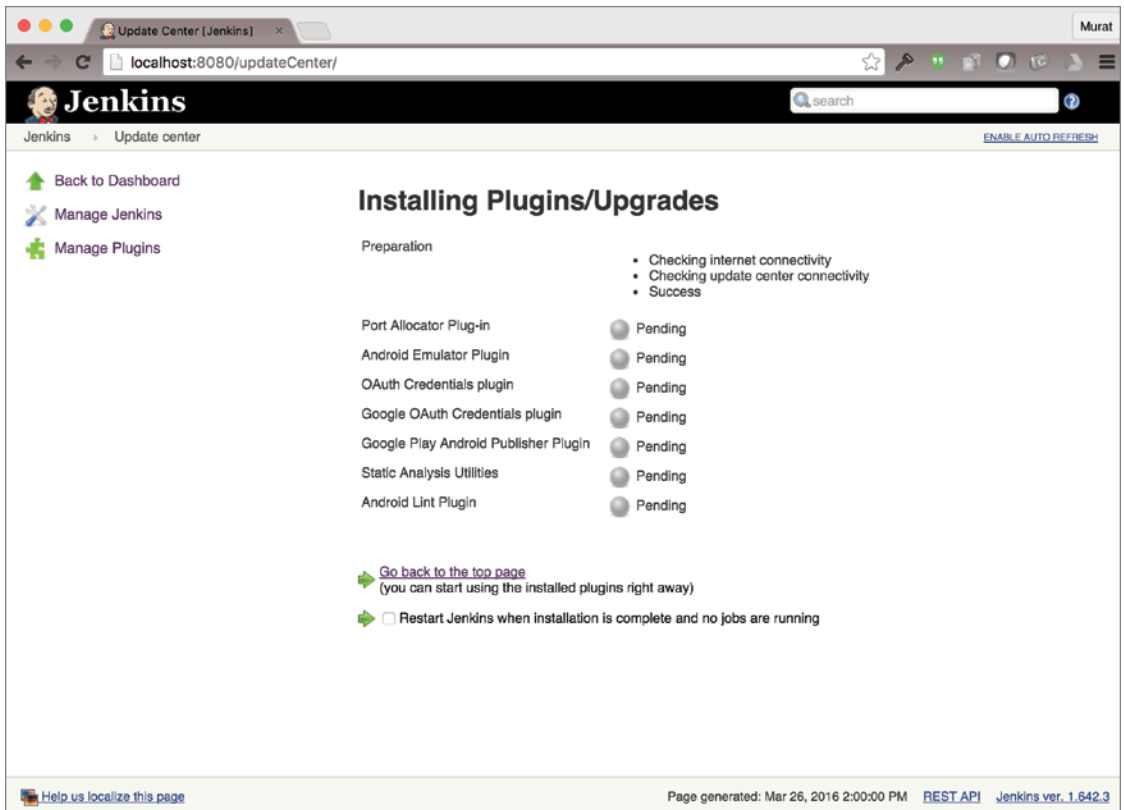 Update Center [Jenkins]
Murat
localhost:8080/updateCenter/
Jenkins
search
Jenkins Update center
ENABLE AUTO REFRESH
Back to Dashboard
Manage Jenkins
Manage Plugins
Installing Plugins/Upgrades
Preparation
• Checking internet connectivity
• Checking update center connectivity
• Success
Port Allocator Plug-in Pending
Android Emulator Plugin Pending
OAuth Credentials plugin Pending
Google OAuth Credentials plugin Pending
Google Play Android Publisher Plugin Pending
Static Analysis Utilities Pending
Android Lint Plugin Pending
Go back to the top page
(you can start using the installed plugins right away)
Restart Jenkins when installation is complete and no jobs are running
Help us localize this page
Page generated: Mar 26, 2016 2:00:00 PM REST API Jenkins ver. 1.642.3